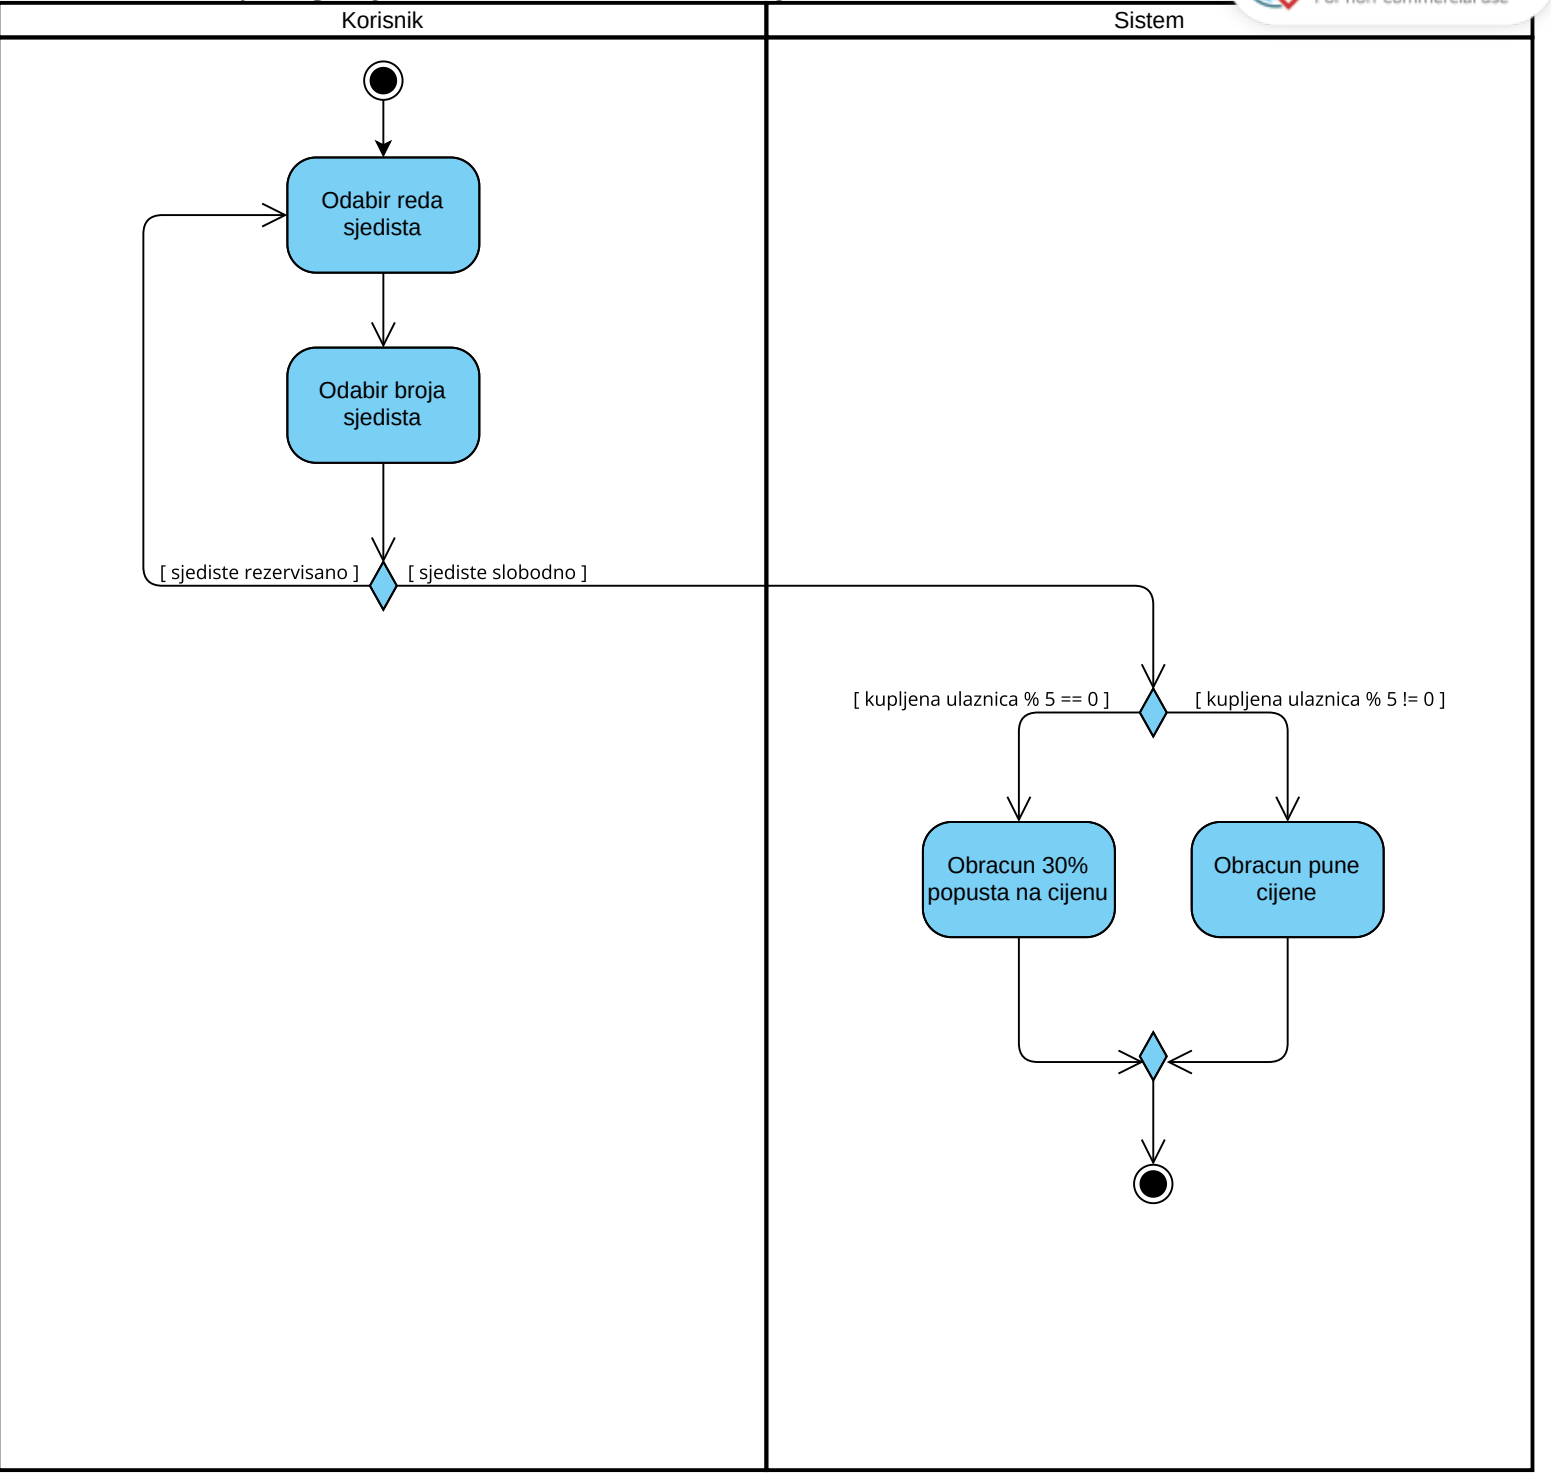 Korisnik
Sistem
Odabir reda
sjedista
Odabir broja
sjedista
[ sjediste rezervisano ]
[ sjediste slobodno ]
[ kupljena ulaznica % 5 == 0 ]
[ kupljena ulaznica % 5 != 0 ]
Obracun 30%
popusta na cijenu
Obracun pune
cijene